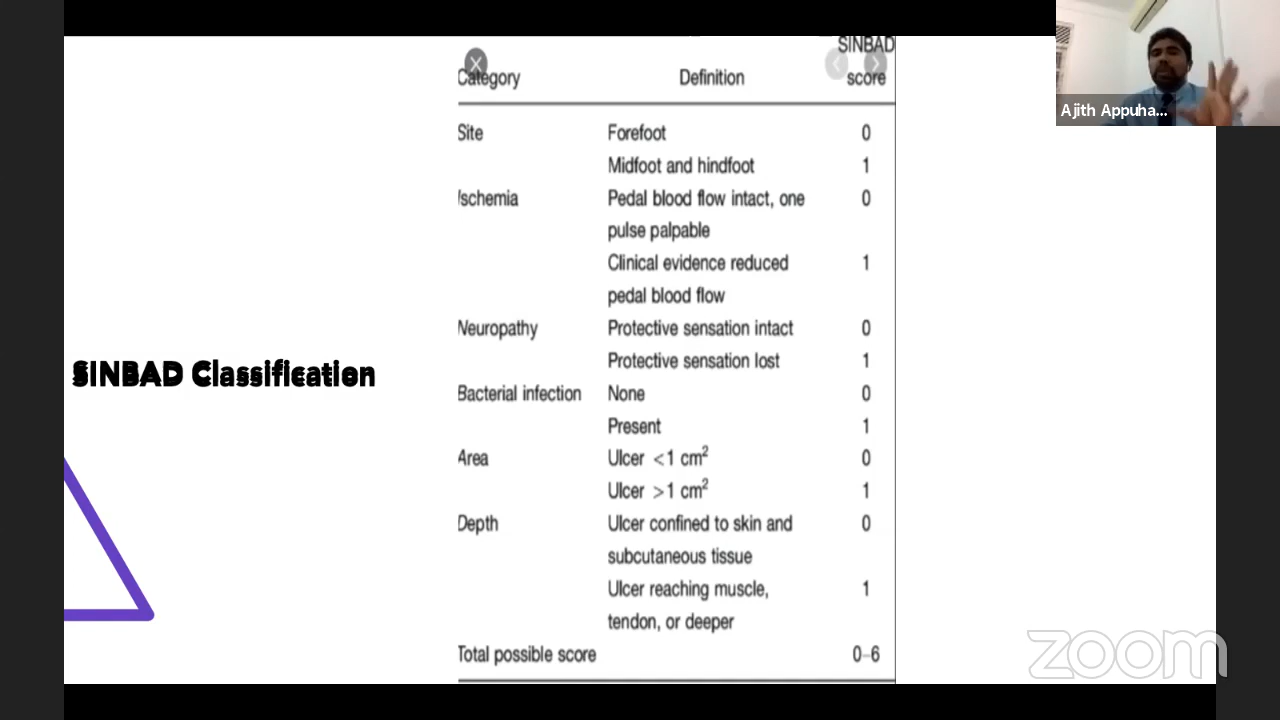 SINBAD
Category Definition score
Site Forefoot 0
Midfoot and hindfoot 1
Ischemia Pedal blood flow intact, one 0
pulse palpable
Clinical evidence reduced 1
pedal blood flow
Neuropathy Protective sensation intact 0
Protective sensation lost 1
Bacterial infection None 0
Present 1
Area Ulcer <1 cm² 0
Ulcer >1 cm² 1
Depth Ulcer confined to skin and 0
subcutaneous tissue
Ulcer reaching muscle, 1
tendon, or deeper
Total possible score 0–6
SINBAD Classification
Ajith Appuha...
zoom